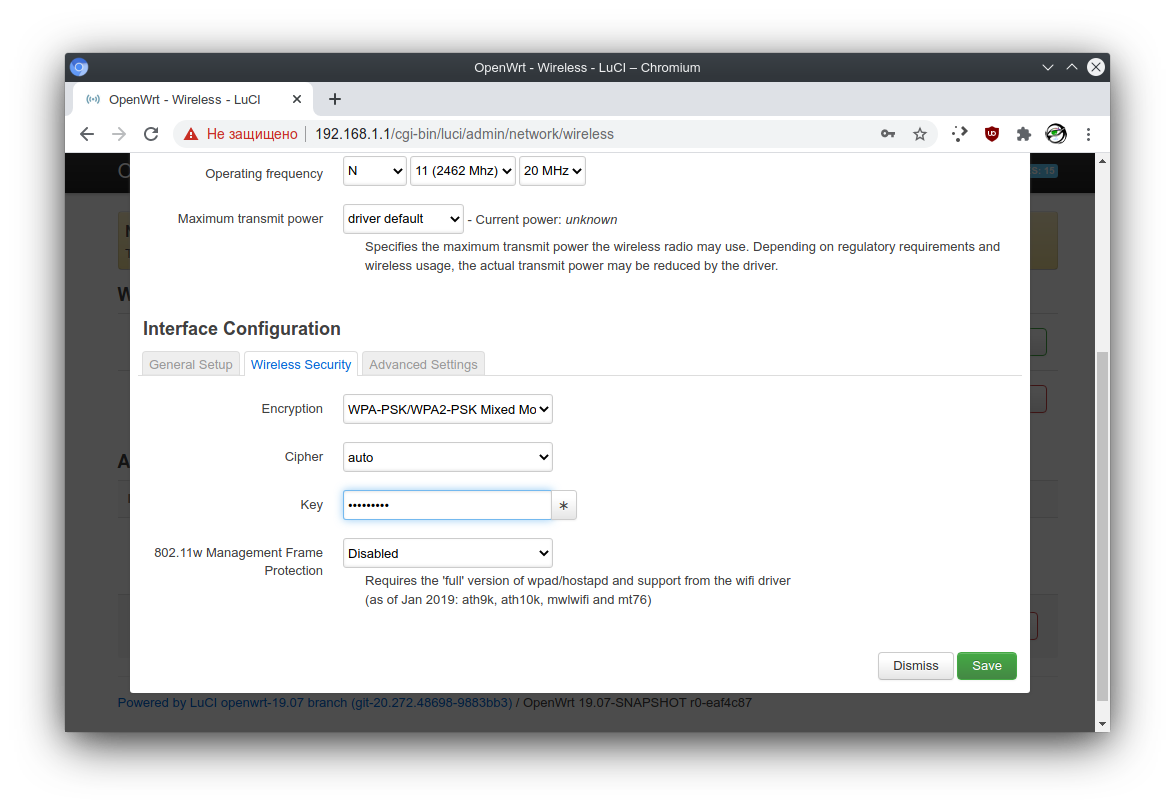 OpenWrt - Wireless - LuCI – Chromium
OpenWrt - Wireless - LuCI
Не защищено
192.168.1.1/cgi-bin/luci/admin/network/wireless
Operating frequency
N
11 (2462 Mhz)
20 MHz
Maximum transmit power
driver default
- Current power: unknown
Specifies the maximum transmit power the wireless radio may use. Depending on regulatory requirements and
wireless usage, the actual transmit power may be reduced by the driver.
Interface Configuration
General Setup
Wireless Security
Advanced Settings
Encryption
WPA-PSK/WPA2-PSK Mixed Mo
Cipher
auto
Key
•••••••••
*
802.11w Management Frame
Protection
Disabled
Requires the 'full' version of wpad/hostapd and support from the wifi driver
(as of Jan 2019: ath9k, ath10k, mwlwifi and mt76)
Dismiss
Save
Powered by LuCI openwrt-19.07 branch (git-20.272.48698-9883bb3) / OpenWrt 19.07-SNAPSHOT r0-eaf4c87